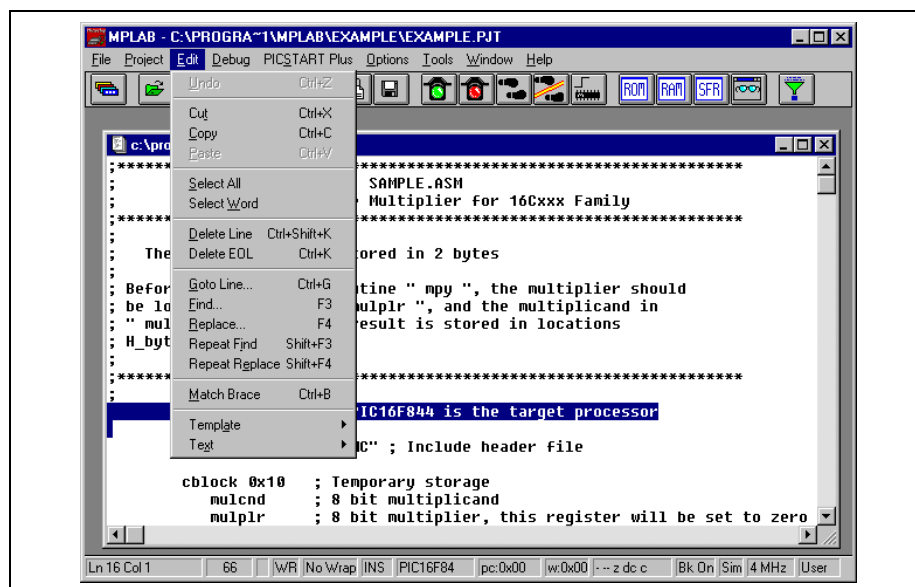 MPLAB - C:\PROGRA~1\MPLAB\EXAMPLE\EXAMPLE.PJT
File Project Edit Debug PICSTART Plus Options Tools Window Help
ROM RAM SFR
Undo Ctrl+Z
Cut Ctrl+X
Copy Ctrl+C
Paste Ctrl+V
Select All
Select Word
Delete Line Ctrl+Shift+K
Delete EOL Ctrl+K
Goto Line... Ctrl+G
Find... F3
Replace... F4
Repeat Find Shift+F3
Repeat Replace Shift+F4
Match Brace Ctrl+B
Template
Text
c:\pro
;****** ******************************************
; SAMPLE.ASM
; Multiplier for 16Cxxx Family
;****** ******************************************
;
; The ored in 2 bytes
;
; Befor tine " mpy ", the multiplier should
; be lo mulplr ", and the multiplicand in
; " mul result is stored in locations
; H_byt
;
;****** ******************************************
;
PIC16F844 is the target processor
NC" ; Include header file
cblock 0x10 ; Temporary storage
mulcnd ; 8 bit multiplicand
mulplr ; 8 bit multiplier, this register will be set to zero
Ln 16 Col 1 66 WR No Wrap INS PIC16F84 pc:0x00 w:0x00 - -- z dc c Bk On Sim 4 MHz User